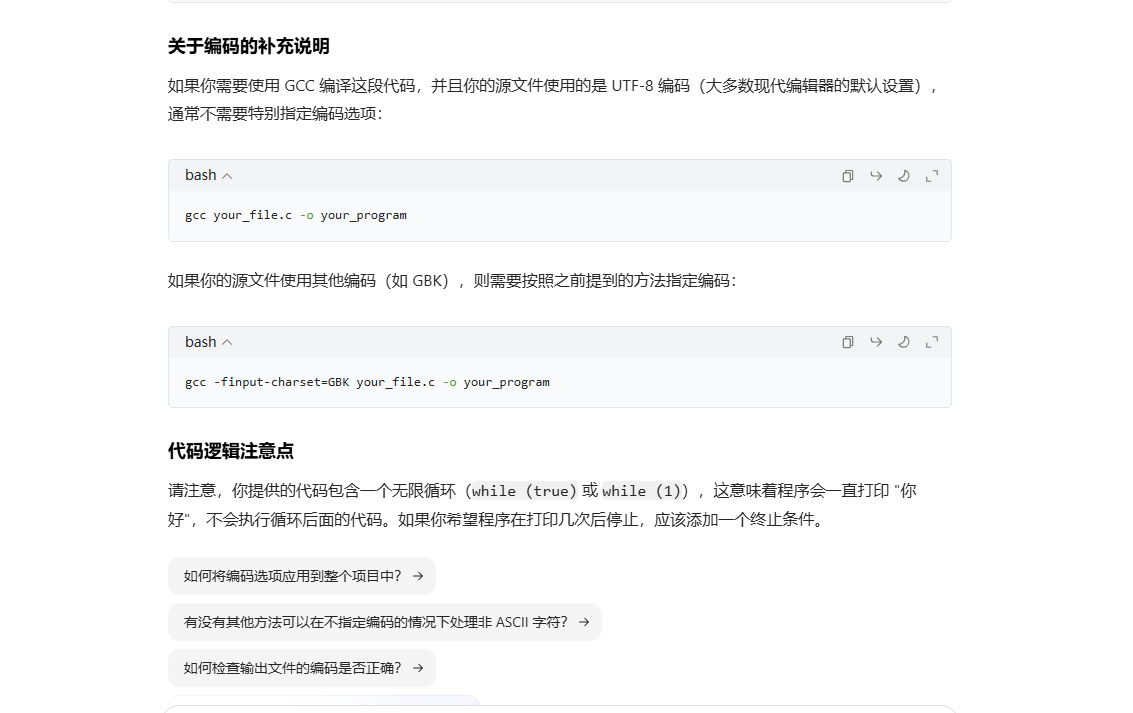 关于编码的补充说明
如果你需要使用 GCC 编译这段代码，并且你的源文件使用的是 UTF-8 编码（大多数现代编辑器的默认设置），
通常不需要特别指定编码选项：
bash
gcc your_file.c -o your_program
如果你的源文件使用其他编码（如 GBK），则需要按照之前提到的方法指定编码：
bash
gcc -finput-charset=GBK your_file.c -o your_program
代码逻辑注意点
请注意，你提供的代码包含一个无限循环（while (true) 或 while (1)），这意味着程序会一直打印 "你
好"，不会执行循环后面的代码。如果你希望程序在打印几次后停止，应该添加一个终止条件。
如何将编码选项应用到整个项目中？ →
有没有其他方法可以在不指定编码的情况下处理非 ASCII 字符？ →
如何检查输出文件的编码是否正确？ →